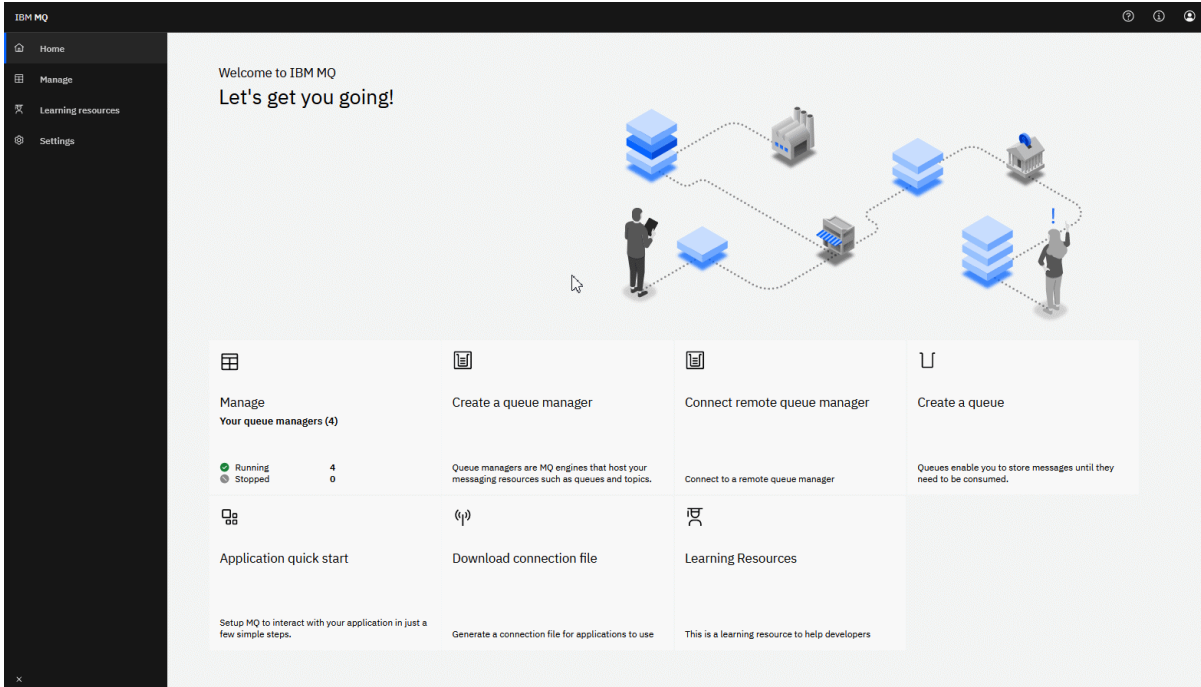 IBM MQ
Home
Manage
Learning resources
Settings
Welcome to IBM MQ
Let's get you going!
Manage
Your queue managers (4)
Running 4
Stopped 0
Create a queue manager
Queue managers are MQ engines that host your
messaging resources such as queues and topics.
Connect remote queue manager
Connect to a remote queue manager
Create a queue
Queues enable you to store messages until they
need to be consumed.
Application quick start
Setup MQ to interact with your application in just a
few simple steps.
Download connection file
Generate a connection file for applications to use
Learning Resources
This is a learning resource to help developers